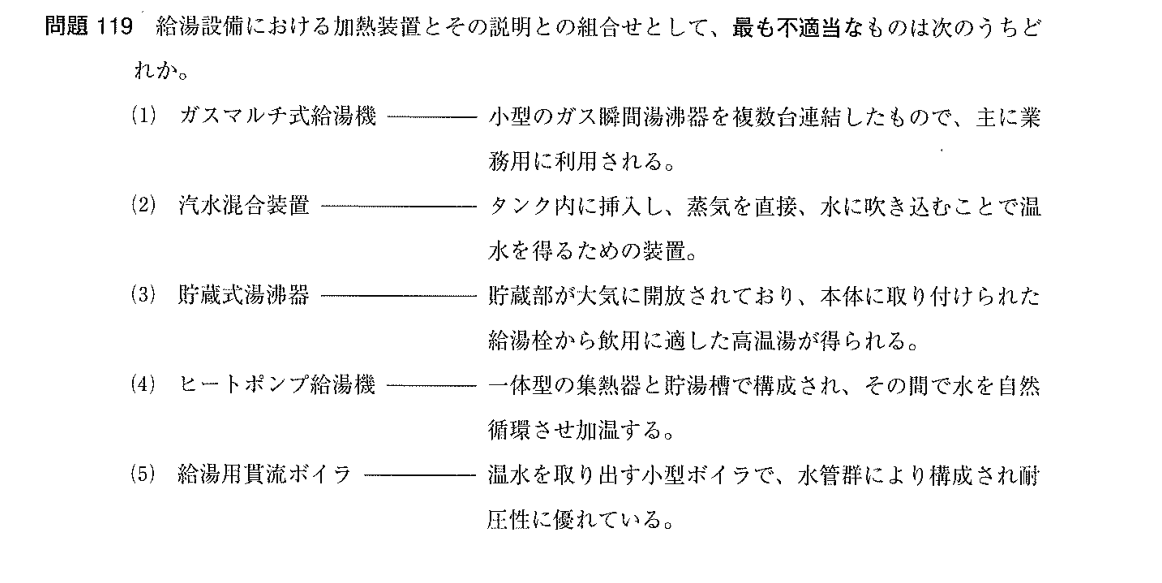 問題 119 給湯設備における加熱装置とその説明との組合せとして、最も不適当なものは次のうちど
れか。
(1) ガスマルチ式給湯機 ――― 小型のガス瞬間湯沸器を複数台連結したもので、主に業
務用に利用される。
(2) 汽水混合装置 ――― タンク内に挿入し、蒸気を直接、水に吹き込むことで温
水を得るための装置。
(3) 貯蔵式湯沸器 ――― 貯蔵部が大気に開放されており、本体に取り付けられた
給湯栓から飲用に適した高温湯が得られる。
(4) ヒートポンプ給湯機 ――― 一体型の集熱器と貯湯槽で構成され、その間で水を自然
循環させ加温する。
(5) 給湯用貫流ボイラ ――― 温水を取り出す小型ボイラで、水管群により構成され耐
圧性に優れている。